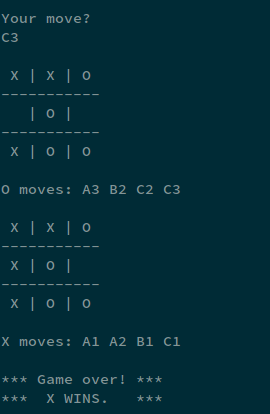 Your move?
C3
X | X | O
-----------
  | O |
-----------
X | O | O
O moves: A3 B2 C2 C3
X | X | O
-----------
X | O |
-----------
X | O | O
X moves: A1 A2 B1 C1
*** Game over! ***
***  X WINS.   ***